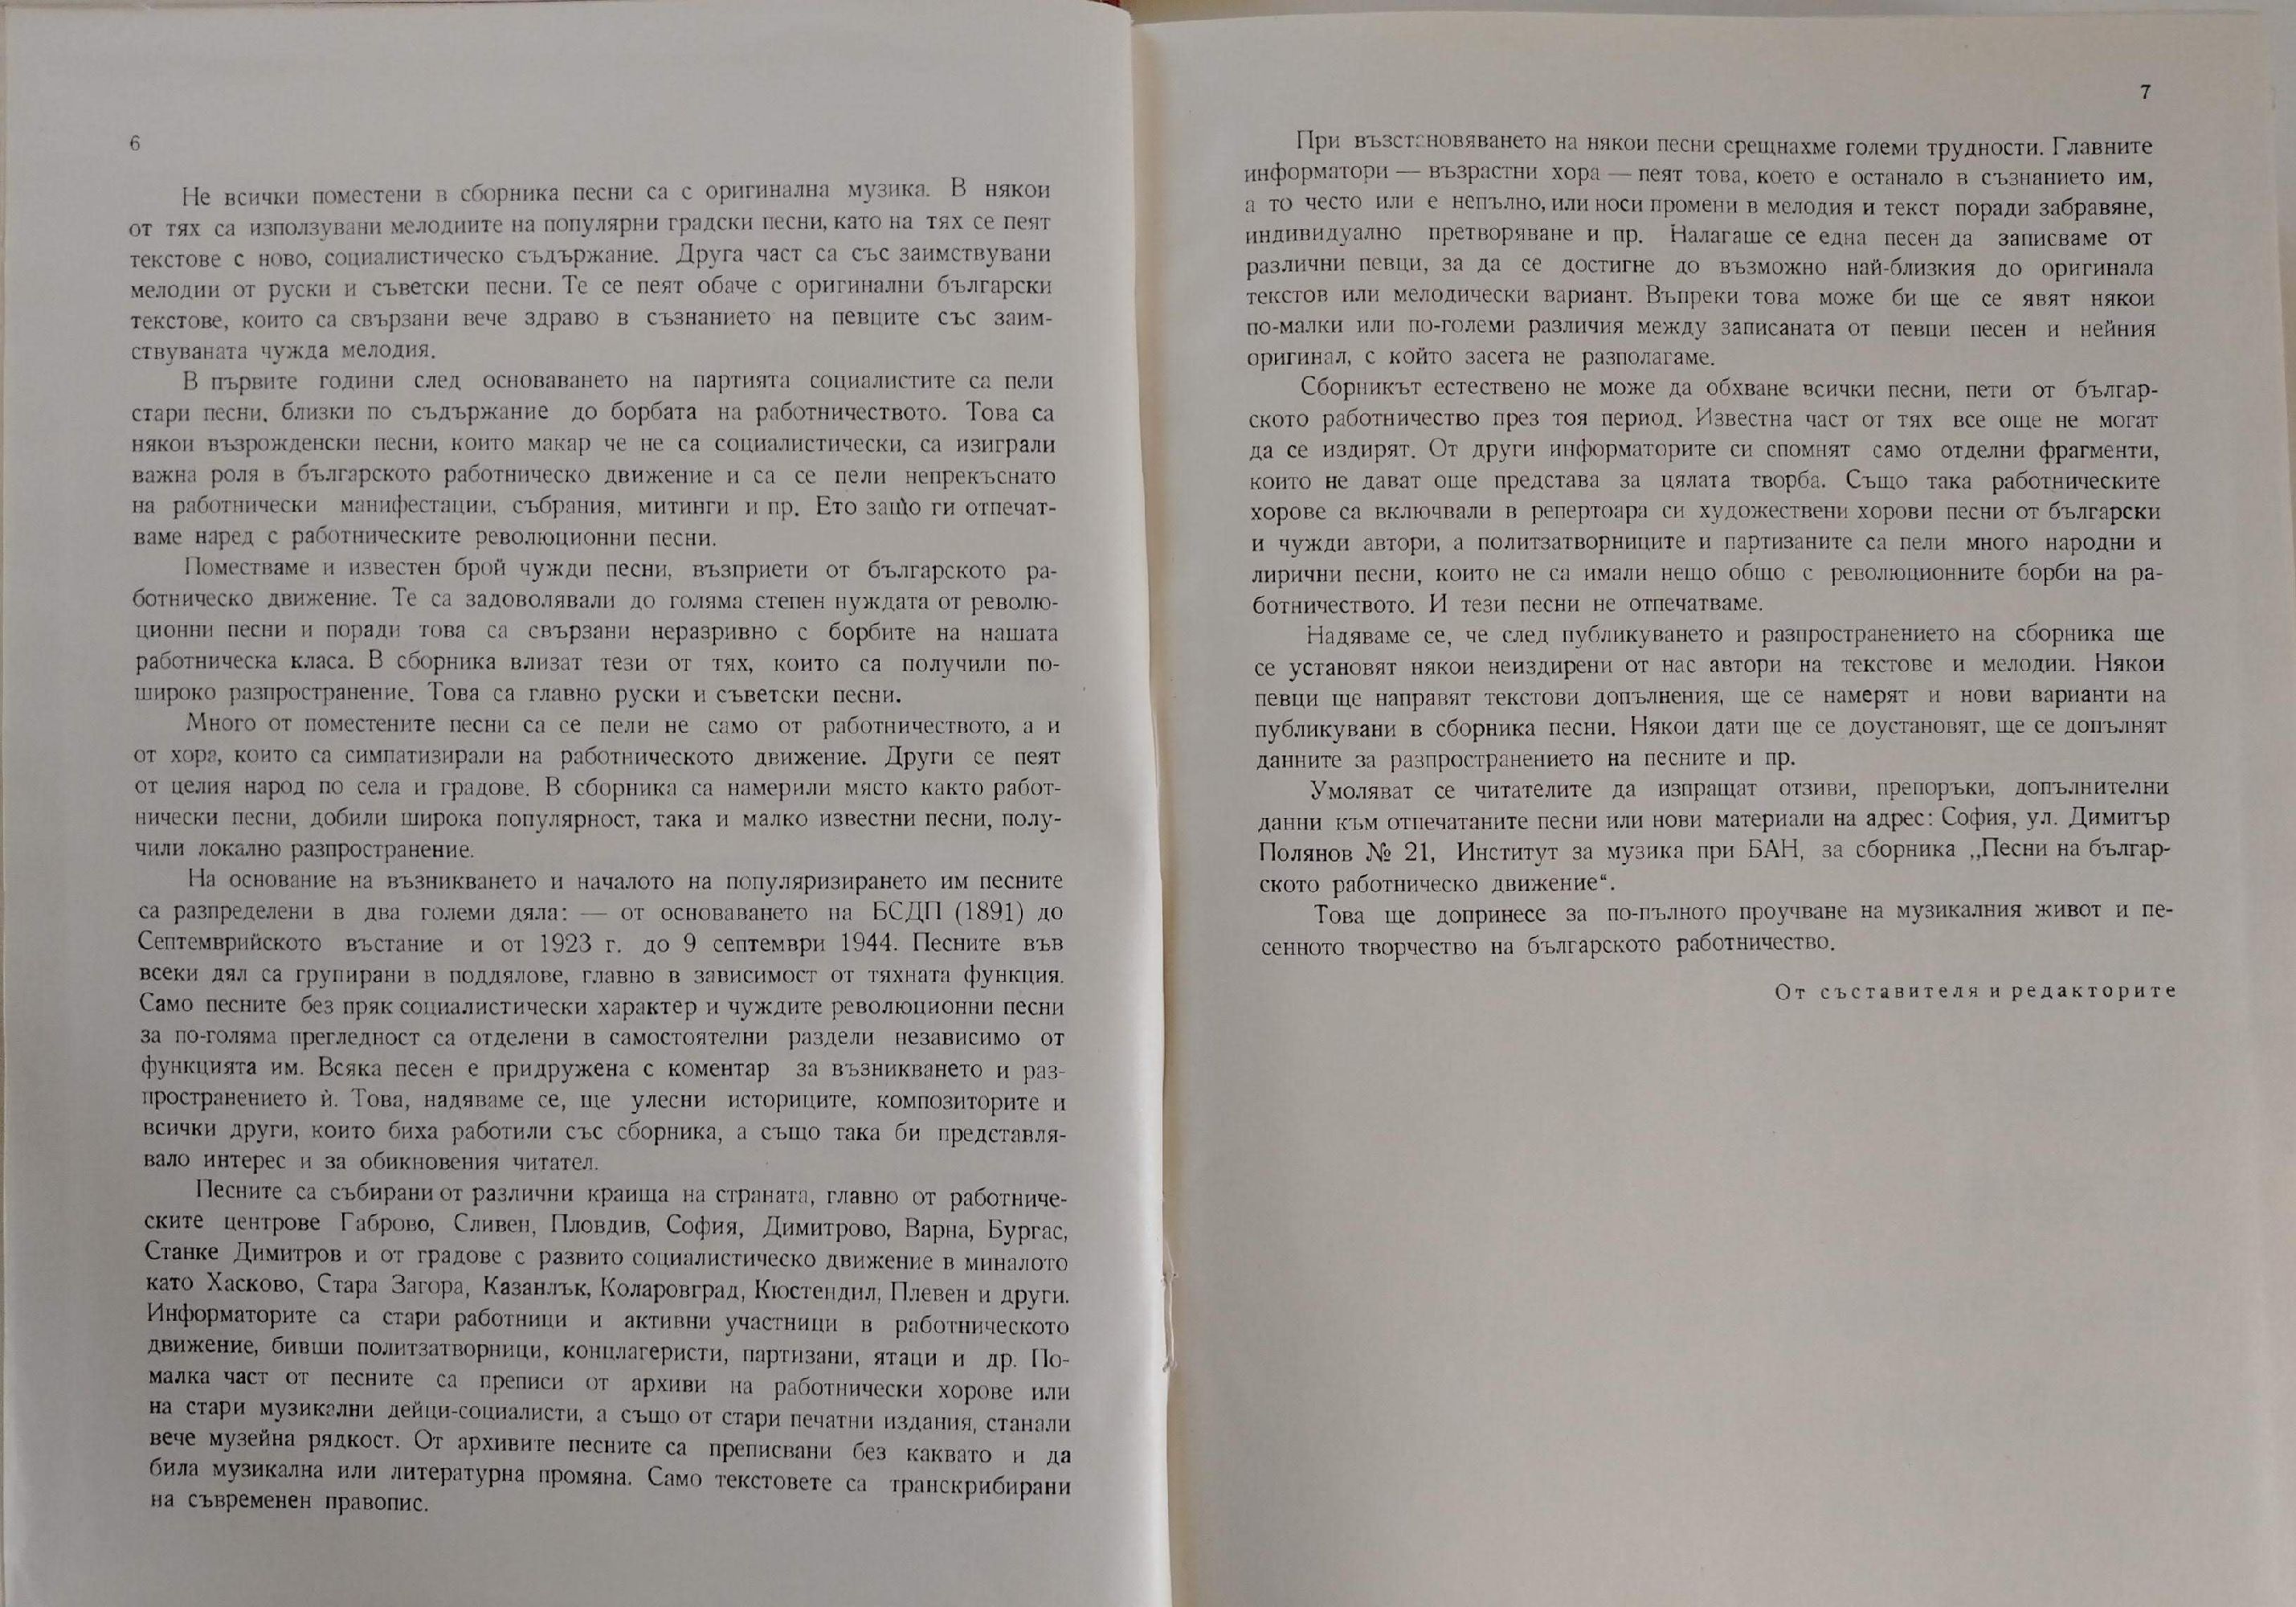 6
Не всички поместени в сборника песни са с оригинална музика. В някои
от тях са използувани мелодиите на популярни градски песни, като на тях се пеят
текстове с ново, социалистическо съдържание. Друга част са със заимствувани
мелодии от руски и съветски песни. Те се пеят обаче с оригинални български
текстове, които са свързани вече здраво в съзнанието на певците със заим-
ствуваната чужда мелодия.
В първите години след основаването на партията социалистите са пели
стари песни, близки по съдържание до борбата на работничеството. Това са
някои възрожденски песни, които макар че не са социалистически, са изиграли
важна роля в българското работническо движение и са се пели непрекъснато
на работнически манифестации, събрания, митинги и пр. Ето защо ги отпечат-
ваме наред с работническите революционни песни.
Поместваме и известен брой чужди песни, възприети от българското ра-
ботническо движение. Те са задоволявали до голяма степен нуждата от револю-
ционни песни и поради това са свързани неразривно с борбите на нашата
работническа класа. В сборника влизат тези от тях, които са получили по-
широко разпространение. Това са главно руски и съветски песни.
Много от поместените песни са се пели не само от работничеството, а и
от хора, които са симпатизирали на работническото движение. Други се пеят
от целия народ по села и градове. В сборника са намерили място както работ-
нически песни, добили широка популярност, така и малко известни песни, полу-
чили локално разпространение.
На основание на възникването и началото на популяризирането им песните
са разпределени в два големи дяла: — от основаването на БСДП (1891) до
Септемврийското въстание и от 1923 г. до 9 септември 1944. Песните във
всеки дял са групирани в поддялове, главно в зависимост от тяхната функция.
Само песните без пряк социалистически характер и чуждите революционни песни
за по-голяма прегледност са отделени в самостоятелни раздели независимо от
функцията им. Всяка песен е придружена с коментар за възникването и раз-
пространението ѝ. Това, надяваме се, ще улесни историците, композиторите и
всички други, които биха работили със сборника, а също така би представля-
вало интерес и за обикновения читател.
Песните са събирани от различни краища на страната, главно от работниче-
ските центрове Габрово, Сливен, Пловдив, София, Димитрово, Варна, Бургас,
Станке Димитров и от градове с развито социалистическо движение в миналото
като Хасково, Стара Загора, Казанлък, Коларовград, Кюстендил, Плевен и други.
Информаторите са стари работници и активни участници в работническото
движение, бивши политзатворници, концлагеристи, партизани, ятаци и др. По-
малка част от песните са преписи от архиви на работнически хорове или
на стари музикални дейци-социалисти, а също от стари печатни издания, станали
вече музейна рядкост. От архивите песните са преписвани без каквато и да
била музикална или литературна промяна. Само текстовете са транскрибирани
на съвременен правопис.
7
При възстановяването на някои песни срещнахме големи трудности. Главните
информатори — възрастни хора — пеят това, което е останало в съзнанието им,
а то често или е непълно, или носи промени в мелодия и текст поради забравяне,
индивидуално претворяване и пр. Налагаше се една песен да записваме от
различни певци, за да се достигне до възможно най-близкия до оригинала
текстов или мелодически вариант. Въпреки това може би ще се явят някои
по-малки или по-големи различия между записаната от певци песен и нейния
оригинал, с който засега не разполагаме.
Сборникът естествено не може да обхване всички песни, пети от българ-
ското работничество през тоя период. Известна част от тях все още не могат
да се издирят. От други информаторите си спомнят само отделни фрагменти,
които не дават още представа за цялата творба. Също така работническите
хорове са включвали в репертоара си художествени хорови песни от български
и чужди автори, а политзатворниците и партизаните са пели много народни и
лирични песни, които не са имали нещо общо с революционните борби на ра-
ботничеството. И тези песни не отпечатваме.
Надяваме се, че след публикуването и разпространението на сборника ще
се установят някои неиздирени от нас автори на текстове и мелодии. Някои
певци ще направят текстови допълнения, ще се намерят и нови варианти на
публикувани в сборника песни. Някои дати ще се доустановят, ще се допълнят
данните за разпространението на песните и пр.
Умоляват се читателите да изпращат отзиви, препоръки, допълнителни
данни към отпечатаните песни или нови материали на адрес: София, ул. Димитър
Полянов № 21, Институт за музика при БАН, за сборника „Песни на българ-
ското работническо движение“.
Това ще допринесе за по-пълното проучване на музикалния живот и пе-
сенното творчество на българското работничество.
От съставителя и редакторите